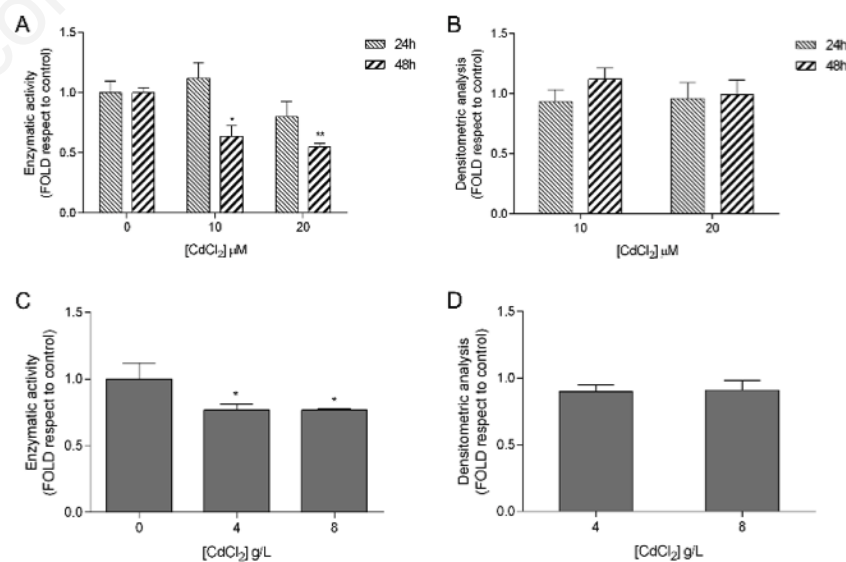 A
Enzymatic activity
(FOLD respect to control)
1.5
1.0
0.5
0.0
*
**
0
10
20
[CdCl2] µM
24h
48h
B
Densitometric analysis
(FOLD respect to control)
1.5
1.0
0.5
0.0
10
20
[CdCl2] µM
24h
48h
C
Enzymatic activity
(FOLD respect to control)
1.5
1.0
0.5
0.0
*
*
0
4
8
[CdCl2] g/L
D
Densitometric analysis
(FOLD respect to control)
1.5
1.0
0.5
0.0
4
8
[CdCl2] g/L